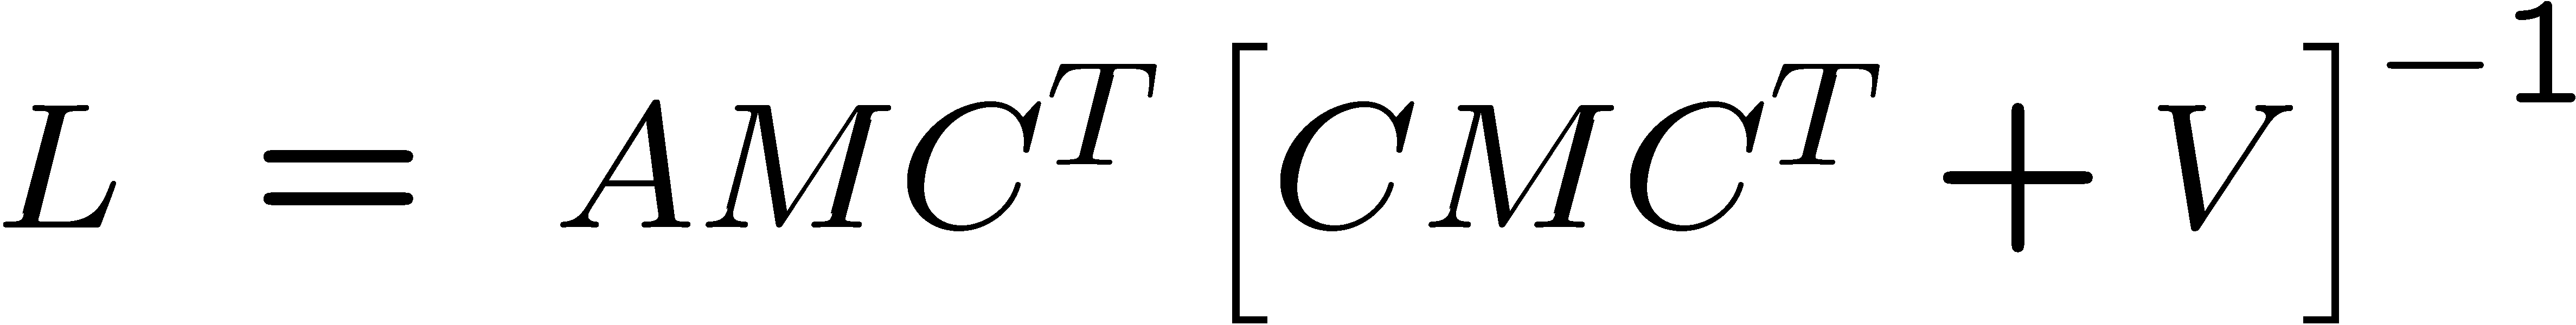 L = AMC^T [CMC^T + V]^{-1}